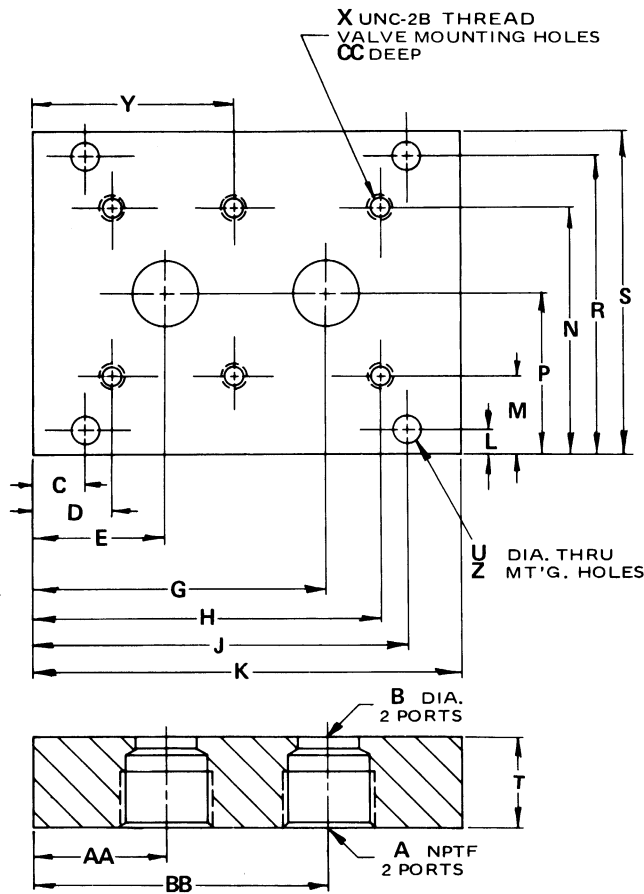 X UNC-2B THREAD
VALVE MOUNTING HOLES
CC DEEP
Y
S
R
N
P
M
L
C
D
E
G
H
J
K
U DIA. THRU
Z MT'G. HOLES
B DIA.
2 PORTS
T
A NPTF
2 PORTS
AA
BB